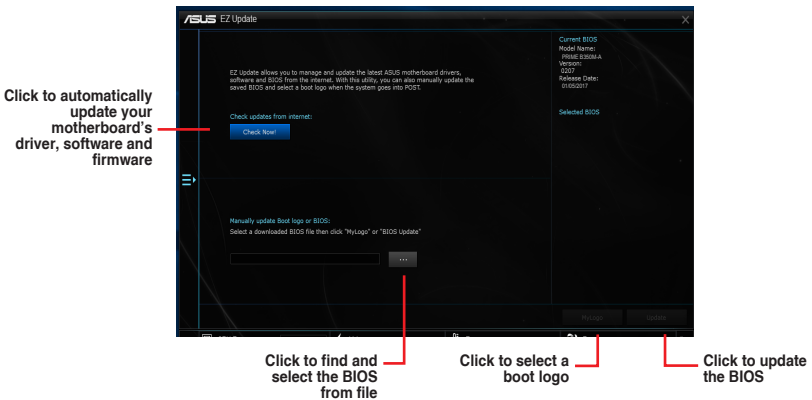 ASUS EZ Update
Current BIOS
Model Name:
PRIME B350M-A
Version:
0207
Release Date:
01/05/2017
Selected BIOS
EZ Update allows you to manage and update the latest ASUS motherboard drivers,
software and BIOS from the internet. With this utility, you can also manually update the
saved BIOS and select a boot logo when the system goes into POST.
Check updates from internet:
Check Now!
Click to automatically
update your
motherboard's
driver, software and
firmware
Manually update Boot logo or BIOS:
Select a downloaded BIOS file then click "MyLogo" or "BIOS Update"
...
MyLogo
Update
Click to find and
select the BIOS
from file
Click to select a
boot logo
Click to update
the BIOS